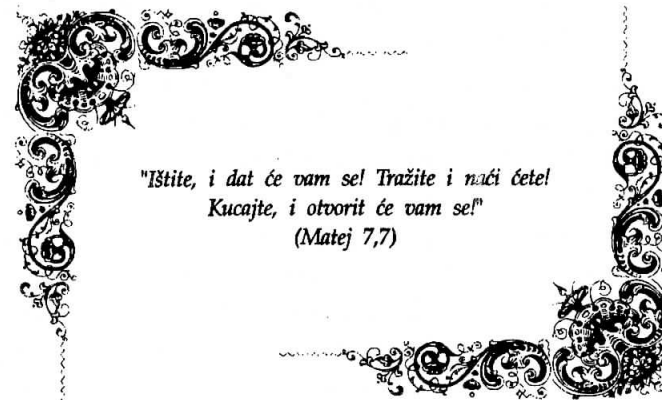 "Ištite, i dat će vam se! Tražite i naći ćete!
Kucajte, i otvorit će vam se!"
(Matej 7,7)